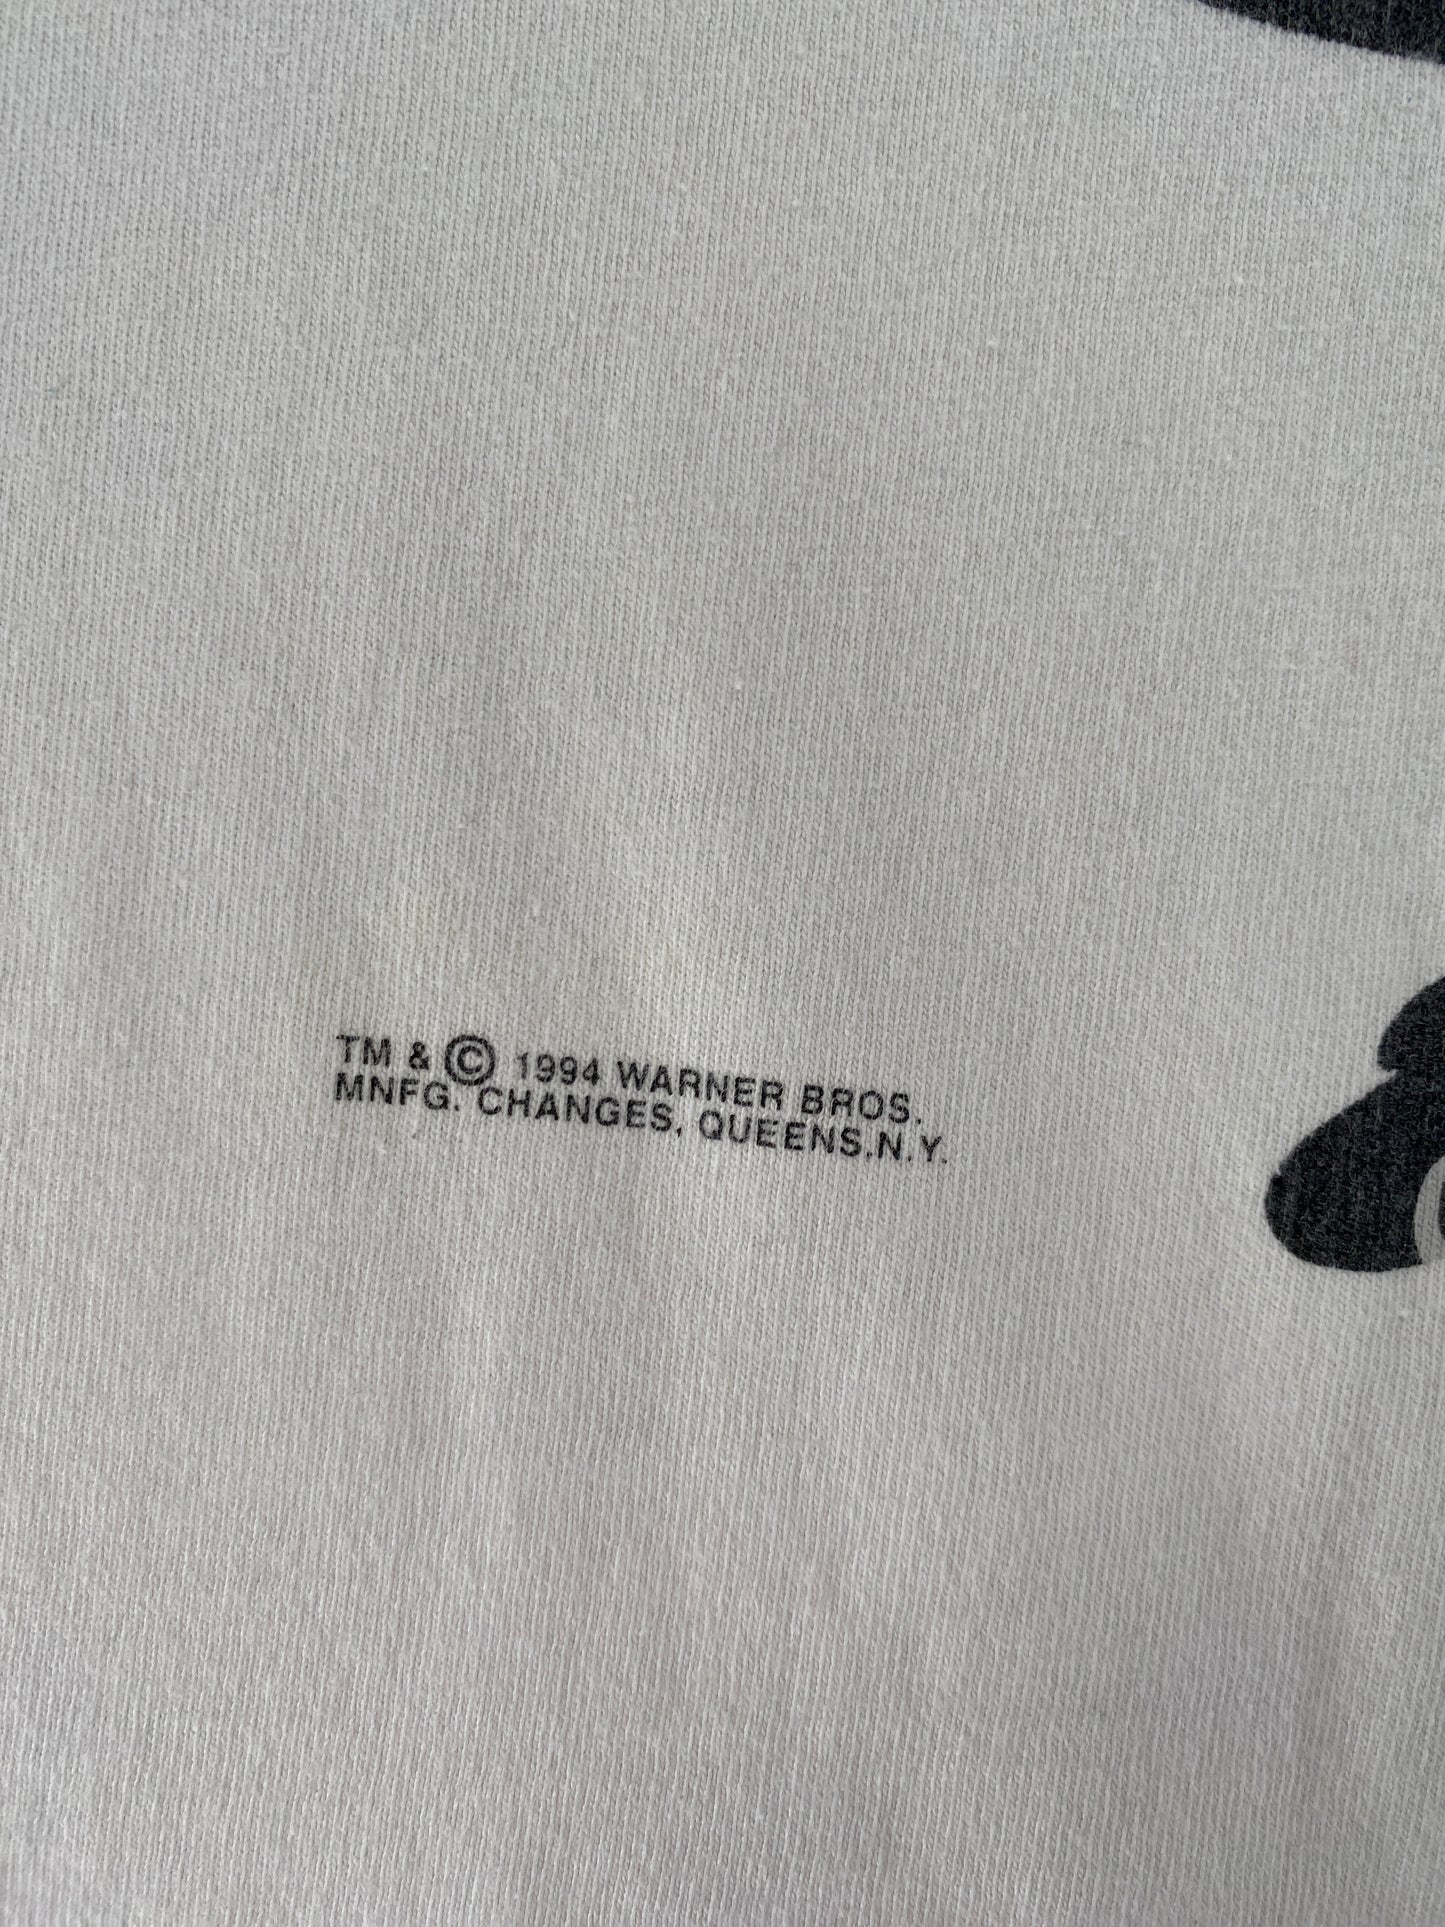 TM & © 1994 WARNER BROS.
MNFG. CHANGES, QUEENS.N.Y.